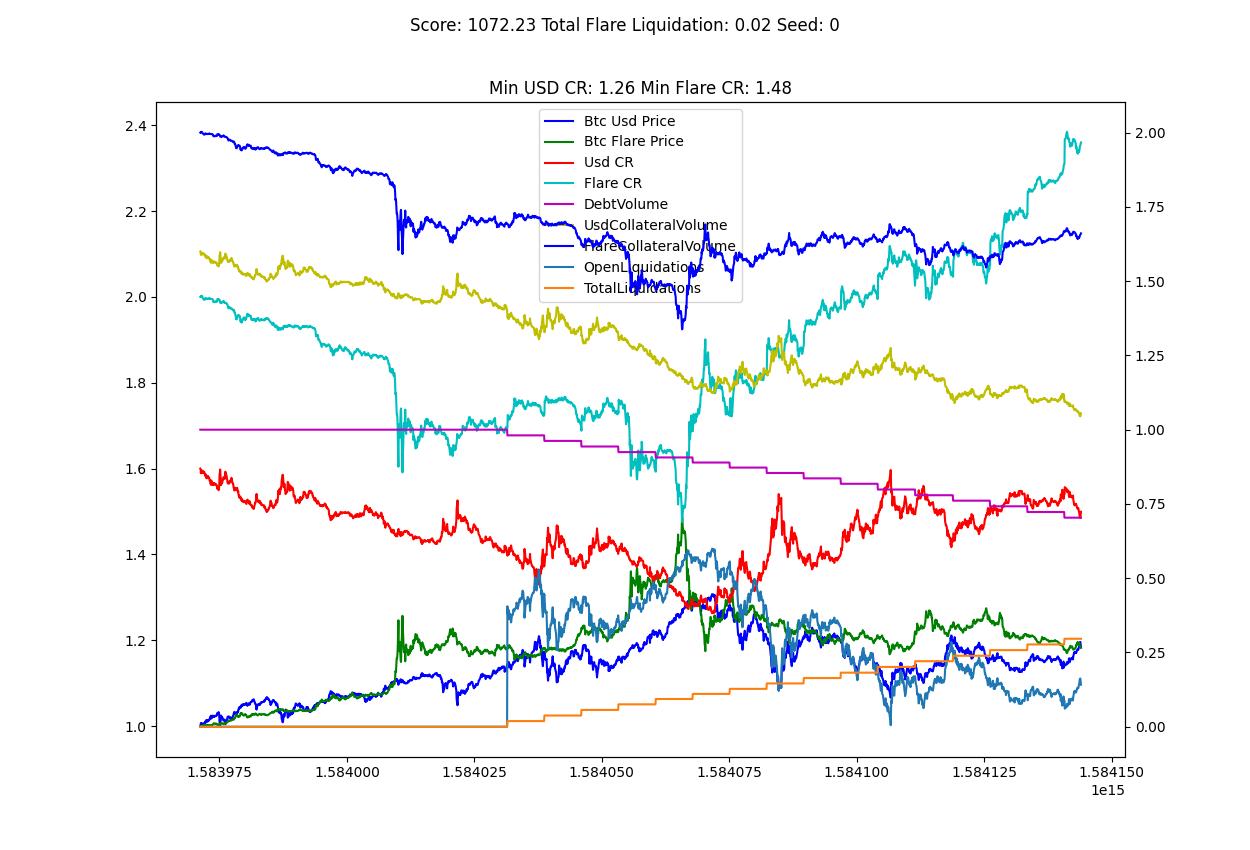 Score: 1072.23 Total Flare Liquidation: 0.02 Seed: 0
Min USD CR: 1.26 Min Flare CR: 1.48
Btc Usd Price
Btc Flare Price
Usd CR
Flare CR
DebtVolume
UsdCollateralVolume
FlareCollateralVolume
OpenLiquidations
TotalLiquidations
2.4
2.2
2.0
1.8
1.6
1.4
1.2
1.0
2.00
1.75
1.50
1.25
1.00
0.75
0.50
0.25
0.00
1.583975 1.584000 1.584025 1.584050 1.584075 1.584100 1.584125 1.584150
1e15